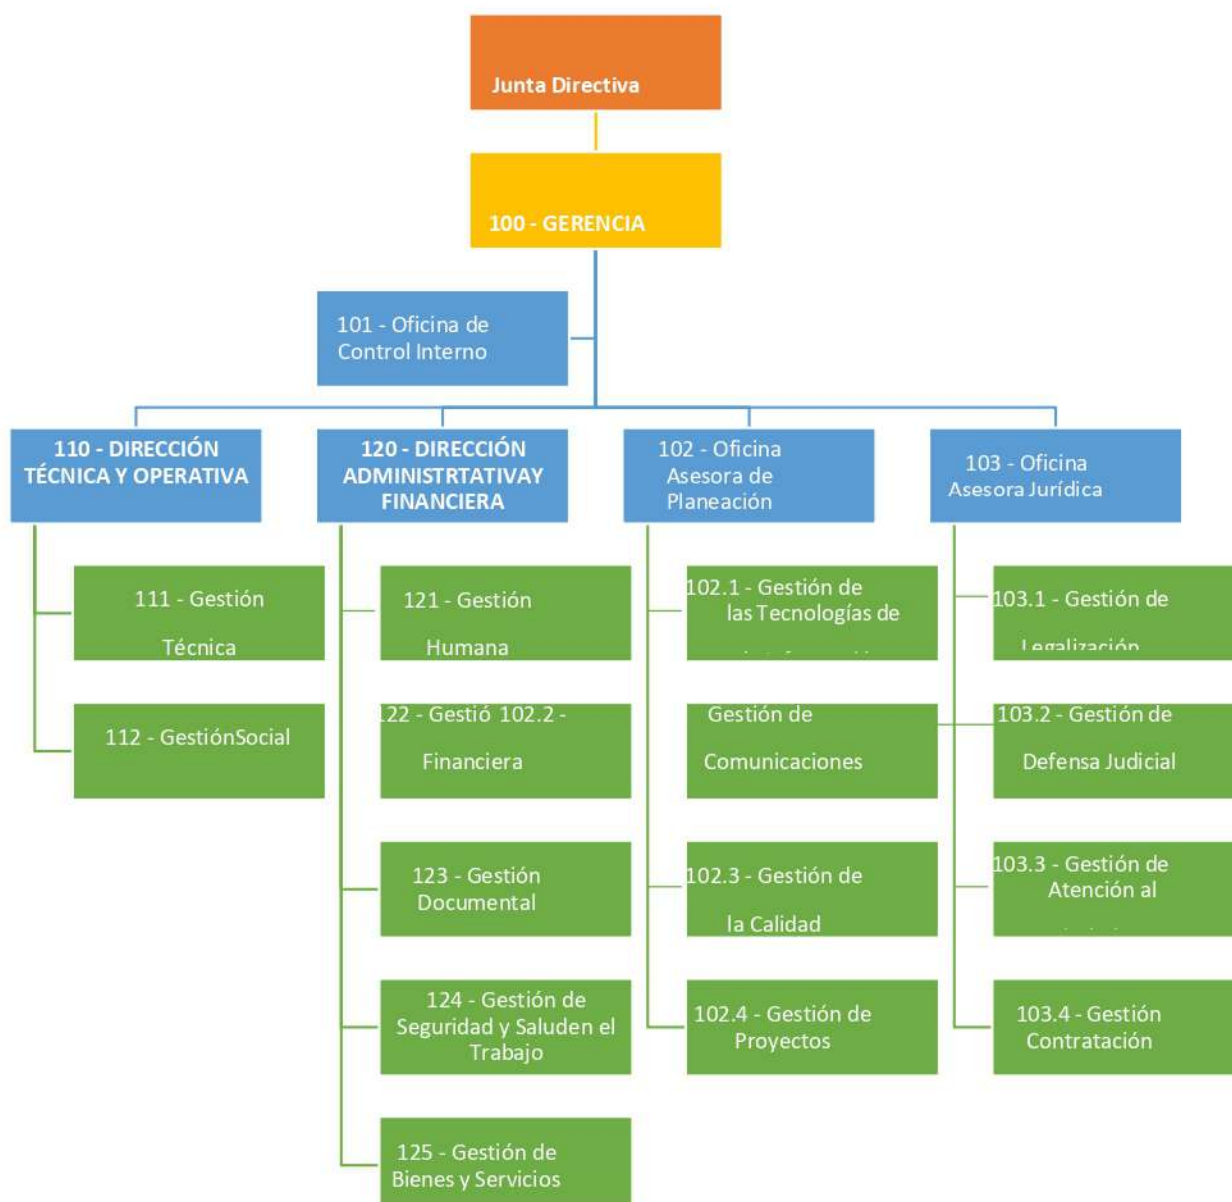 Junta Directiva
100 - GERENCIA
101 - Oficina de
Control Interno
110 - DIRECCIÓN
TÉCNICA Y OPERATIVA
120 - DIRECCIÓN
ADMINISTRTATIVAY
FINANCIERA
102 - Oficina
Asesora de
Planeación
103 - Oficina
Asesora Jurídica
111 - Gestión
Técnica
121 - Gestión
Humana
102.1 - Gestión de
las Tecnologías de
103.1 - Gestión de
Legalización
112 - GestiónSocial
122 - Gestió 102.2 -
Financiera
Gestión de
Comunicaciones
103.2 - Gestión de
Defensa Judicial
123 - Gestión
Documental
102.3 - Gestión de
la Calidad
103.3 - Gestión de
Atención al
124 - Gestión de
Seguridad y Saluden el
Trabajo
102.4 - Gestión de
Proyectos
103.4 - Gestión
Contratación
125 - Gestión de
Bienes y Servicios